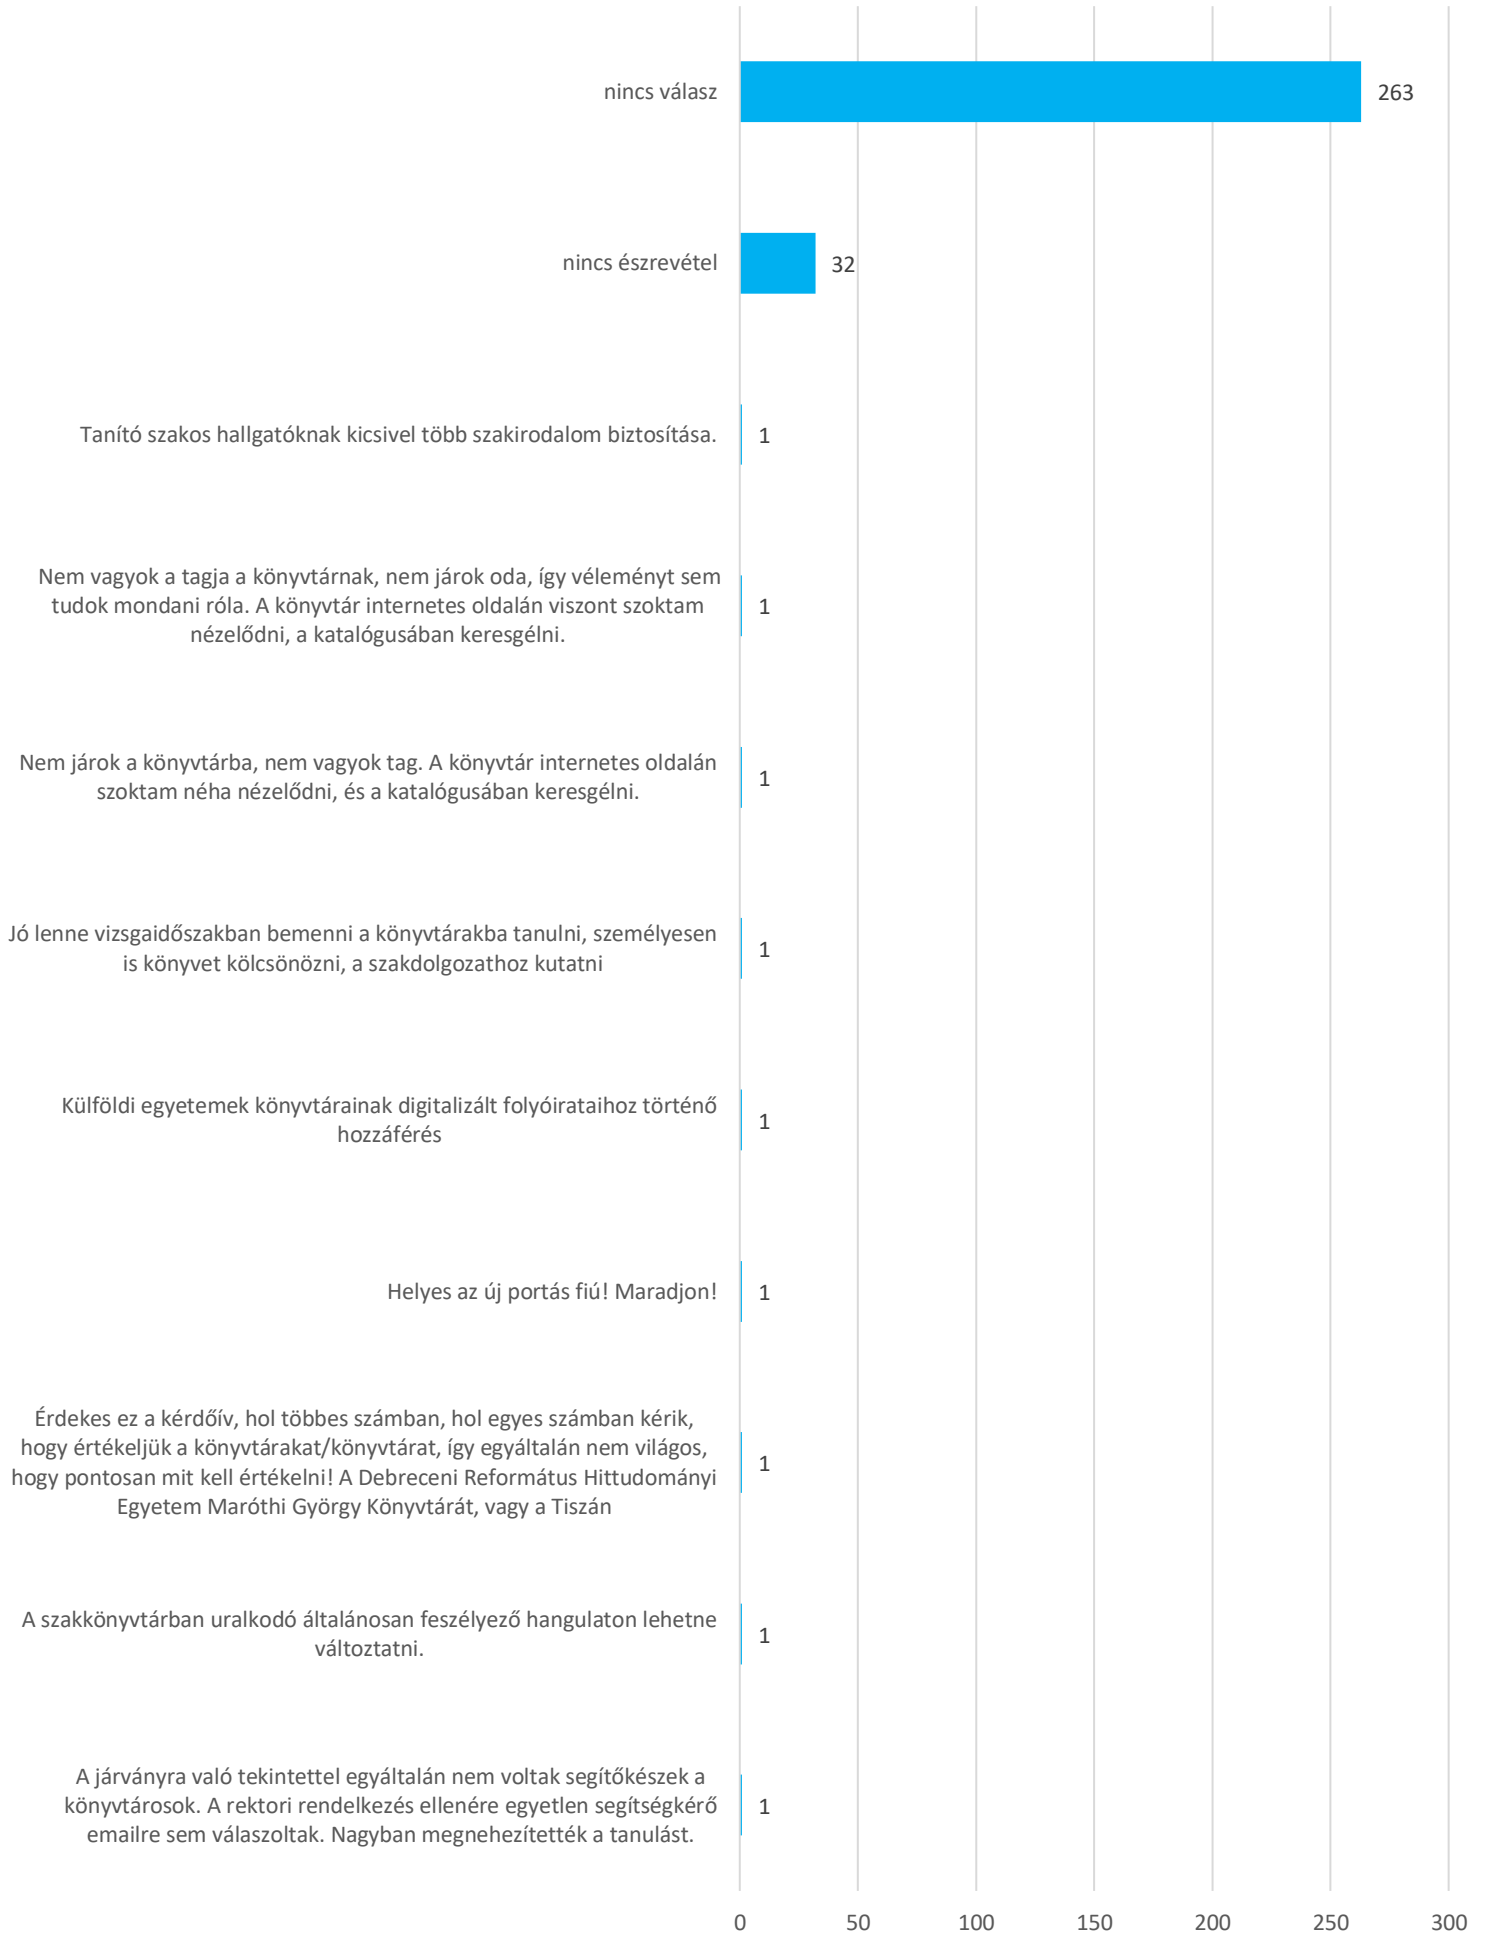 nincs válasz
263
nincs észrevétel
32
Tanító szakos hallgatóknak kicsivel több szakirodalom biztosítása.
1
Nem vagyok a tagja a könyvtárnak, nem járok oda, így véleményt sem
tudok mondani róla. A könyvtár internetes oldalán viszont szoktam
nézelődni, a katalógusában keresgélni.
1
Nem járok a könyvtárba, nem vagyok tag. A könyvtár internetes oldalán
szoktam néha nézelődni, és a katalógusában keresgélni.
1
Jó lenne vizsgaidőszakban bemenni a könyvtárakba tanulni, személyesen
is könyvet kölcsönözni, a szakdolgozathoz kutatni
1
Külföldi egyetemek könyvtárainak digitalizált folyóirataihoz történő
hozzáférés
1
Helyes az új portás fiú! Maradjon!
1
Érdekes ez a kérdőív, hol többes számban, hol egyes számban kérik,
hogy értékeljük a könyvtárakat/könyvtárat, így egyáltalán nem világos,
hogy pontosan mit kell értékelni! A Debreceni Református Hittudományi
Egyetem Maróthi György Könyvtárát, vagy a Tiszán
1
A szakkönyvtárban uralkodó általánosan feszélyező hangulaton lehetne
változtatni.
1
A járványra való tekintettel egyáltalán nem voltak segítőkészek a
könyvtárosok. A rektori rendelkezés ellenére egyetlen segítségkérő
emailre sem válaszoltak. Nagyban megnehezítették a tanulást.
1
0 50 100 150 200 250 300